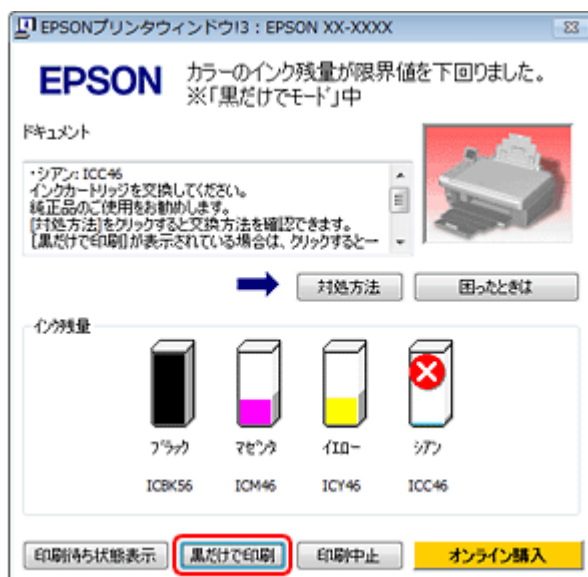 EPSONプリンタウィンドウ!3 : EPSON XX-XXXX
EPSON
カラーのインク残量が限界値を下回りました。
※「黒だけでモード」中
ドキュメント
・シアン: ICC46
インクカートリッジを交換してください。
純正品のご使用をお勧めします。
[対処方法]をクリックすると交換方法を確認できます。
[黒だけで印刷]が表示されている場合は、クリックすると一
対処方法
困ったときは
インク残量
ブラック マゼンタ イエロー シアン
ICBK56 ICM46 ICY46 ICC46
印刷待ち状態表示 黒だけで印刷 印刷中止 オンライン購入